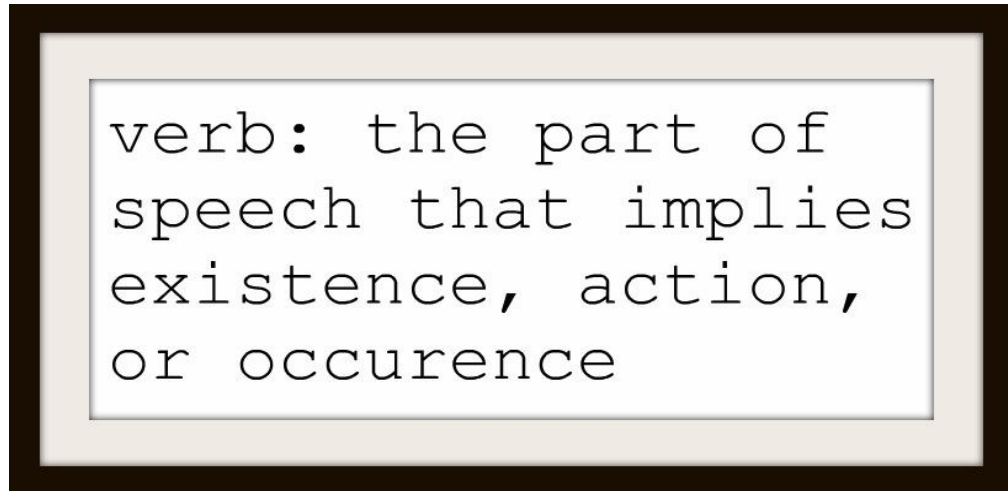 verb: the part of
speech that implies
existence, action,
or occurence